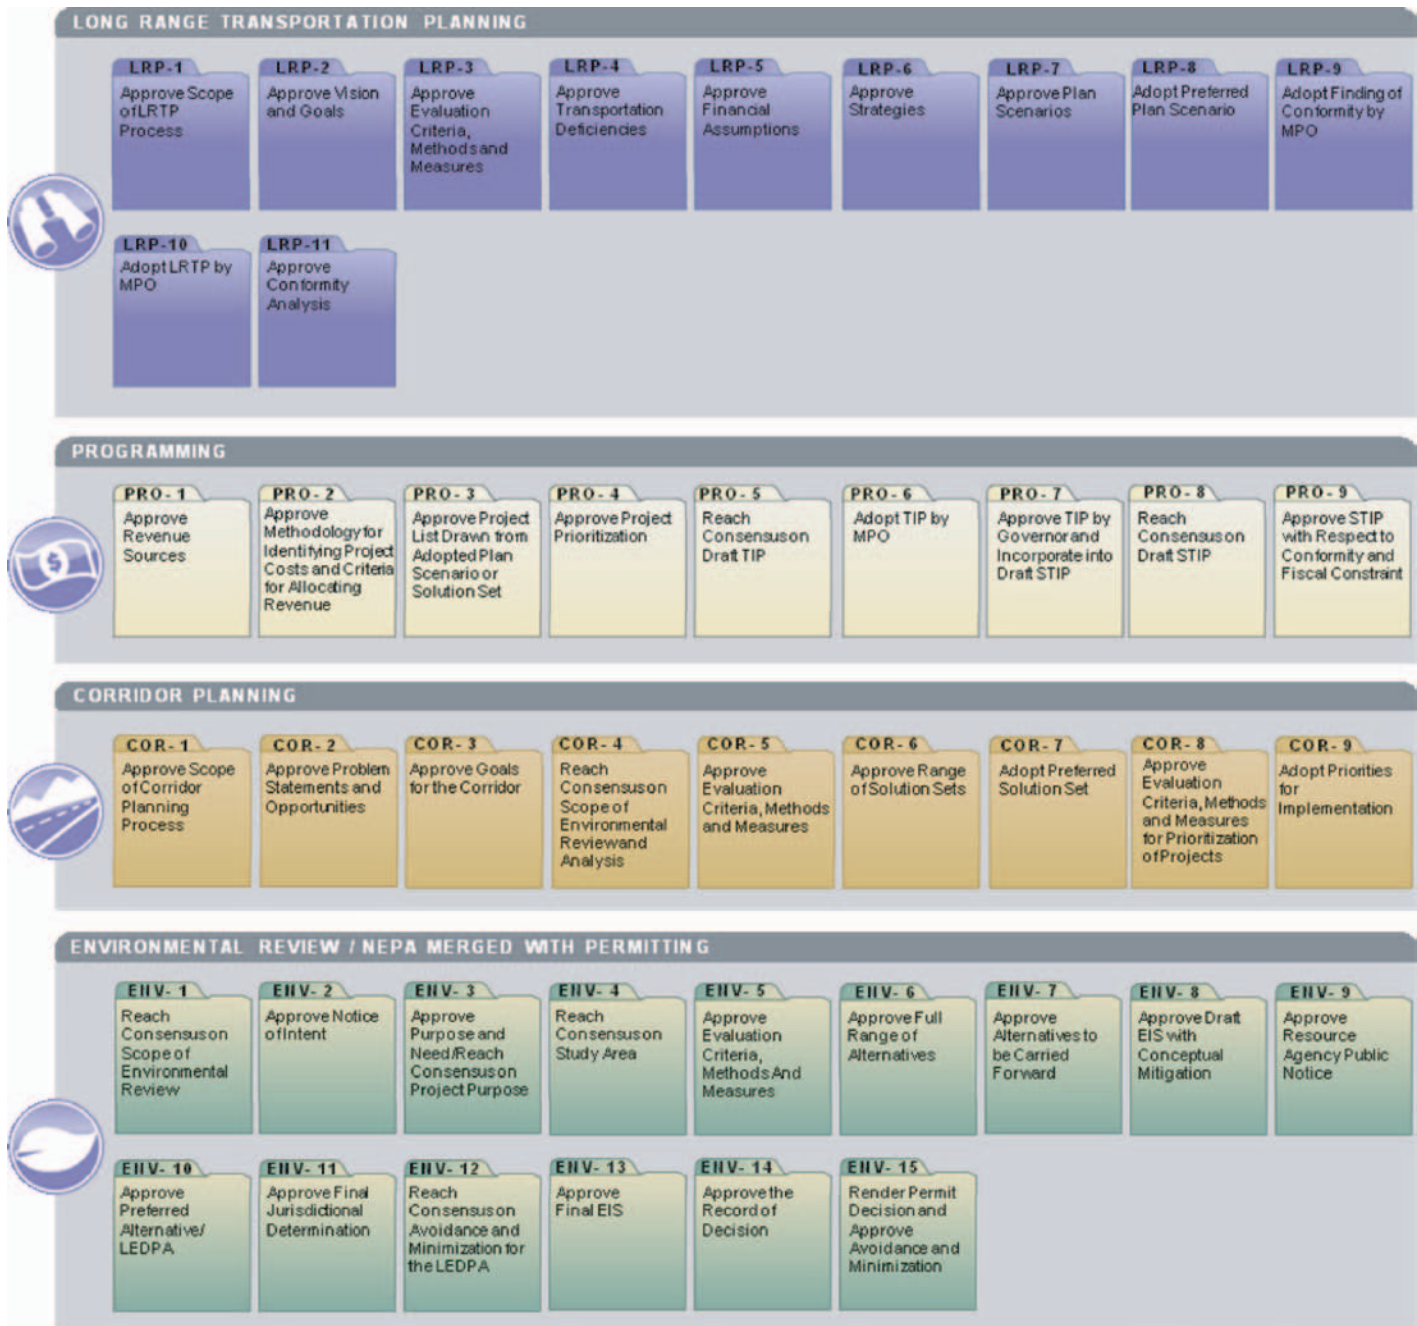 LONG RANGE TRANSPORTATION PLANNING
LRP-1
Approve Scope
of LRTP
Process
LRP-2
Approve Vision
and Goals
LRP-3
Approve
Evaluation
Criteria,
Methods and
Measures
LRP-4
Approve
Transportation
Deficiencies
LRP-5
Approve
Financial
Assumptions
LRP-6
Approve
Strategies
LRP-7
Approve Plan
Scenarios
LRP-8
Adopt Preferred
Plan Scenario
LRP-9
Adopt Finding of
Conformity by
MPO
LRP-10
Adopt LRTP by
MPO
LRP-11
Approve
Conformity
Analysis
PROGRAMMING
$
PRO-1
Approve
Revenue
Sources
PRO-2
Approve
Methodology for
Identifying Project
Costs and Criteria
for Allocating
Revenue
PRO-3
Approve Project
List Drawn from
Adopted Plan
Scenario or
Solution Set
PRO-4
Approve Project
Prioritization
PRO-5
Reach
Consensus on
Draft TIP
PRO-6
Adopt TIP by
MPO
PRO-7
Approve TIP by
Governor and
Incorporate into
Draft STIP
PRO-8
Reach
Consensus on
Draft STIP
PRO-9
Approve STIP
with Respect to
Conformity and
Fiscal Constraint
CORRIDOR PLANNING
COR-1
Approve Scope
of Corridor
Planning
Process
COR-2
Approve Problem
Statements and
Opportunities
COR-3
Approve Goals
for the Corridor
COR-4
Reach
Consensus on
Scope of
Environmental
Review and
Analysis
COR-5
Approve
Evaluation
Criteria, Methods
and Measures
COR-6
Approve Range
of Solution Sets
COR-7
Adopt Preferred
Solution Set
COR-8
Approve
Evaluation
Criteria, Methods
and Measures
for Prioritization
of Projects
COR-9
Adopt Priorities
for
Implementation
ENVIRONMENTAL REVIEW / NEPA MERGED WITH PERMITTING
ENV-1
Reach
Consensus on
Scope of
Environmental
Review
ENV-2
Approve Notice
of Intent
ENV-3
Approve
Purpose and
Need/Reach
Consensus on
Project Purpose
ENV-4
Reach
Consensus on
Study Area
ENV-5
Approve
Evaluation
Criteria,
Methods And
Measures
ENV-6
Approve Full
Range of
Alternatives
ENV-7
Approve
Alternatives to
be Carried
Forward
ENV-8
Approve Draft
EIS with
Conceptual
Mitigation
ENV-9
Approve
Resource
Agency Public
Notice
ENV-10
Approve
Preferred
Alternative/
LEDPA
ENV-11
Approve Final
Jurisdictional
Determination
ENV-12
Reach
Consensus on
Avoidance and
Minimization for
the LEDPA
ENV-13
Approve
Final EIS
ENV-14
Approve the
Record of
Decision
ENV-15
Render Permit
Decision and
Approve
Avoidance and
Minimization